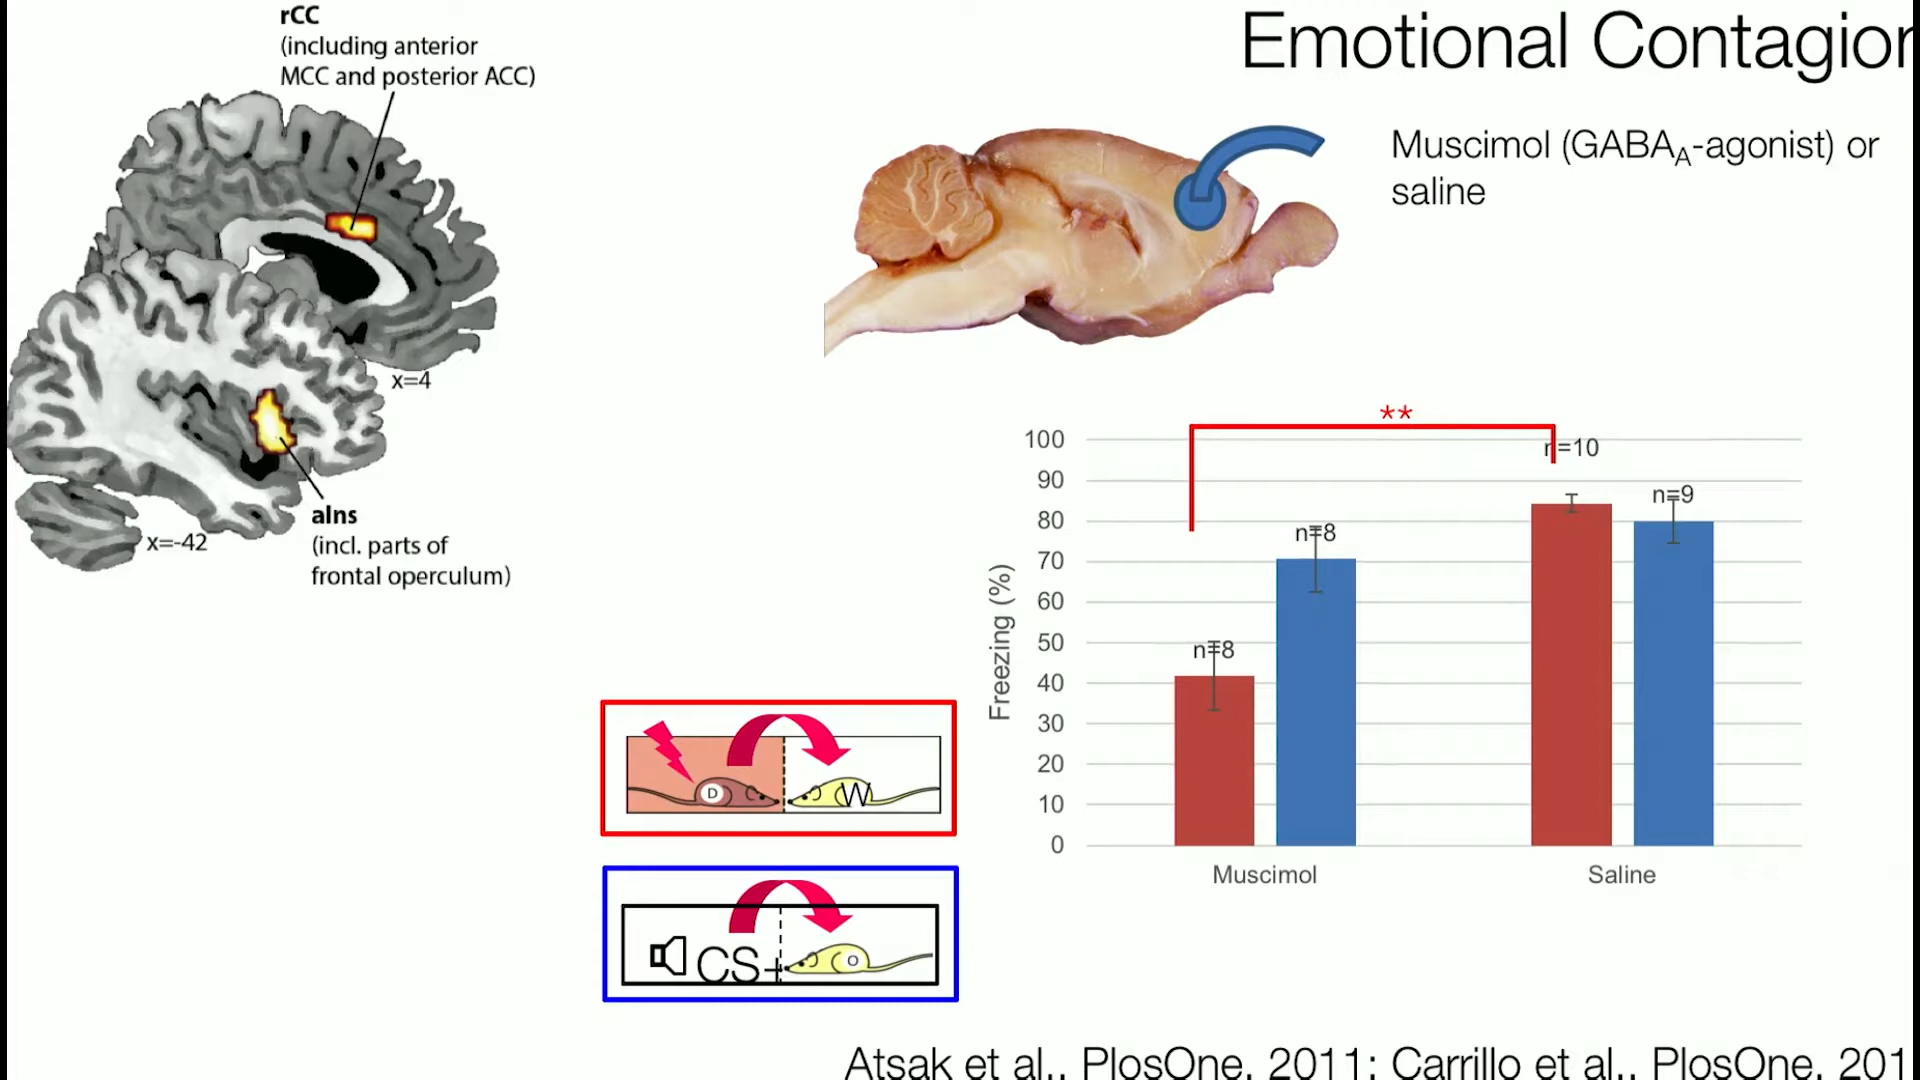 rCC
(including anterior
MCC and posterior ACC)
x=4
x=-42
aIns
(incl. parts of
frontal operculum)
Emotional Contagion
Muscimol (GABAA-agonist) or
saline
**
100
90
80
70
60
50
40
30
20
10
0
Freezing (%)
n=8
n=8
n=10
n=9
Muscimol
Saline
D
W
CS+
O
Atsak et al., PlosOne, 2011; Carrillo et al., PlosOne, 201